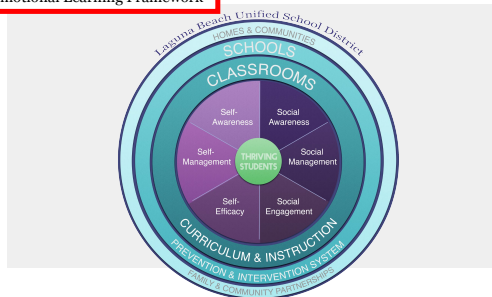 motional Learning Framework
Laguna Beach Unified School District
HOMES & COMMUNITIES
SCHOOLS
CLASSROOMS
Self-
Awareness
Social
Awareness
Self-
Management
THRIVING
STUDENTS
Social
Management
Self-
Efficacy
Social
Engagement
CURRICULUM & INSTRUCTION
PREVENTION & INTERVENTION SYSTEM
FAMILY & COMMUNITY PARTNERSHIPS